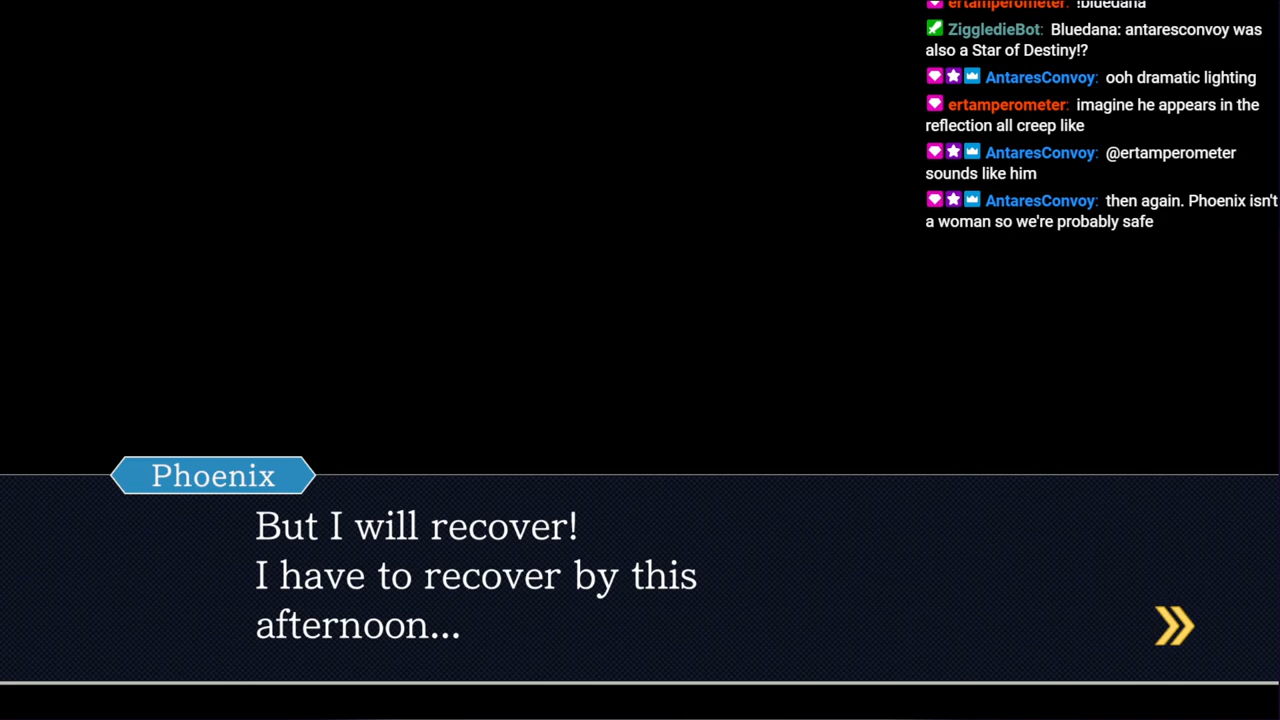 ertamperometer: !bluedana
ZiggledieBot: Bluedana: antaresconvoy was
also a Star of Destiny!?
AntaresConvoy: ooh dramatic lighting
ertamperometer: imagine he appears in the
reflection all creep like
AntaresConvoy: @ertamperometer
sounds like him
AntaresConvoy: then again. Phoenix isn't
a woman so we're probably safe
Phoenix
But I will recover!
I have to recover by this
afternoon...